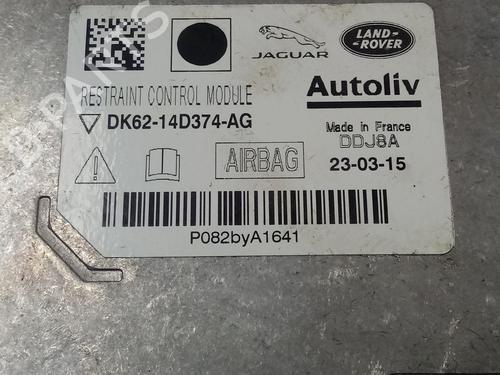 JAGUAR
LAND-
ROVER
RESTRAINT CONTROL MODULE
Autoliv
DK62-14D374-AG
Made in France
DDJ8A
AIRBAG
23-03-15
P082byA1641